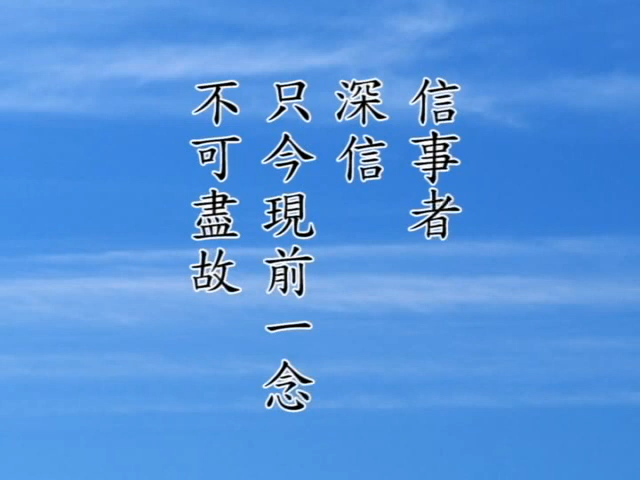 信事者
深信
只今現前一念
不可盡故